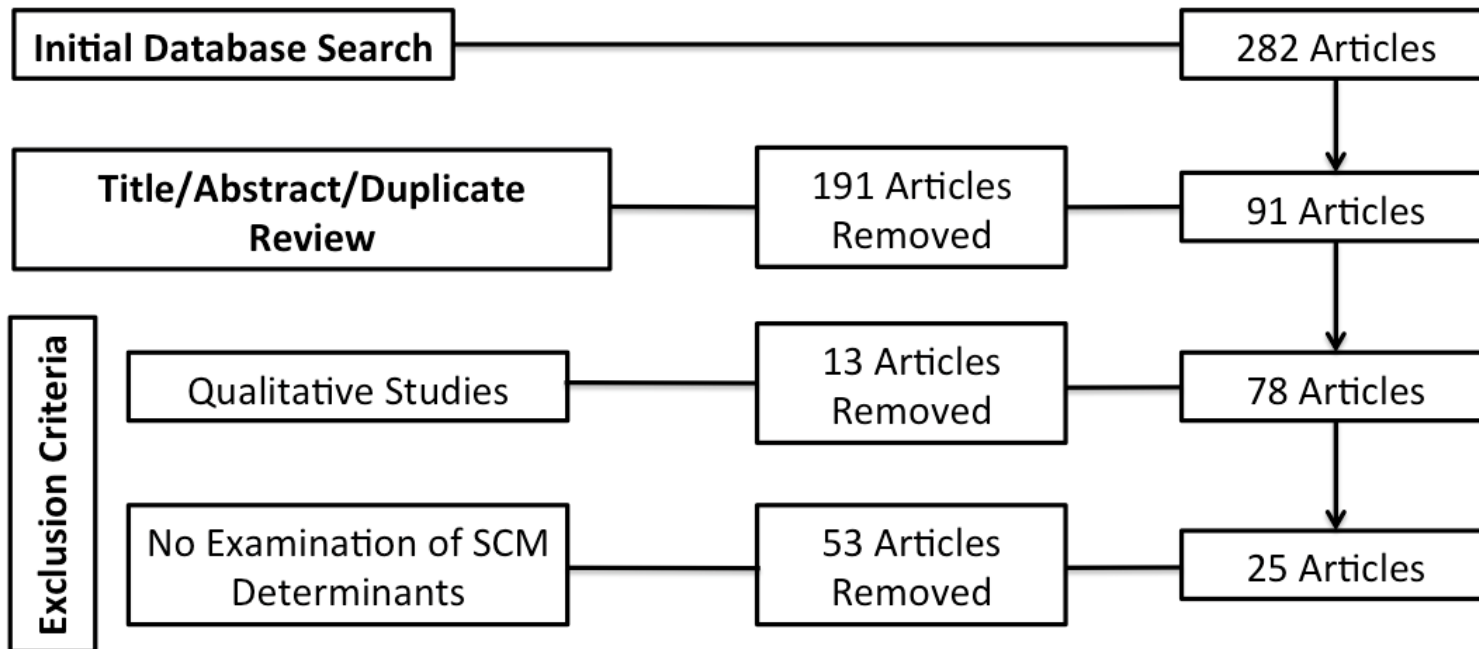 Initial Database Search
282 Articles
Title/Abstract/Duplicate
Review
191 Articles
Removed
91 Articles
Exclusion Criteria
Qualitative Studies
13 Articles
Removed
78 Articles
No Examination of SCM
Determinants
53 Articles
Removed
25 Articles